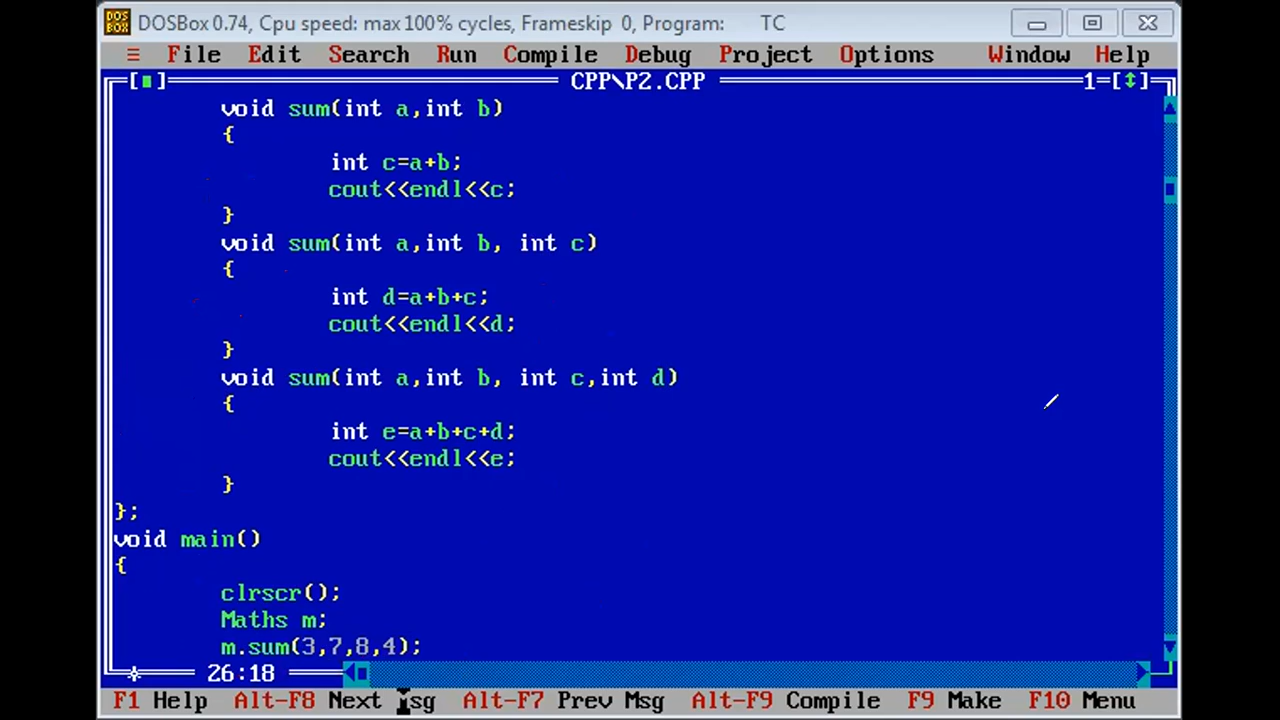 DOSBox 0.74, Cpu speed: max 100% cycles, Frameskip 0, Program: TC
≡ File Edit Search Run Compile Debug Project Options Window Help
CPP\P2.CPP 1=[↕]
void sum(int a,int b)
{
int c=a+b;
cout<<endl<<c;
}
void sum(int a,int b, int c)
{
int d=a+b+c;
cout<<endl<<d;
}
void sum(int a,int b, int c,int d)
{
int e=a+b+c+d;
cout<<endl<<e;
}
};
void main()
{
clrscr();
Maths m;
m.sum(3,7,8,4);
26:18
F1 Help Alt-F8 Next Msg Alt-F7 Prev Msg Alt-F9 Compile F9 Make F10 Menu